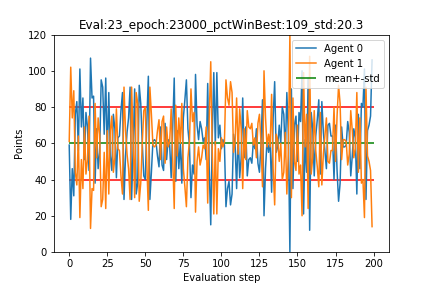 Eval:23_epoch:23000_pctWinBest:109_std:20.3
120
100
80
60
40
20
0
Points
Agent 0
Agent 1
mean+-std
0 25 50 75 100 125 150 175 200
Evaluation step